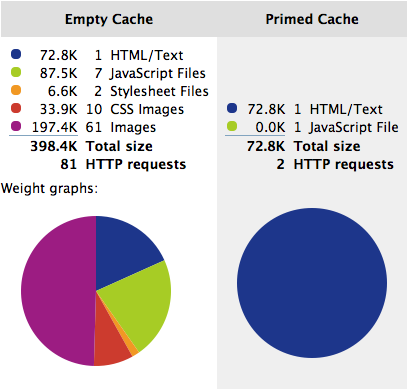 Empty Cache
72.8K 1 HTML/Text
87.5K 7 JavaScript Files
6.6K 2 Stylesheet Files
33.9K 10 CSS Images
197.4K 61 Images
398.4K Total size
81 HTTP requests
Weight graphs:
Primed Cache
72.8K 1 HTML/Text
0.0K 1 JavaScript File
72.8K Total size
2 HTTP requests